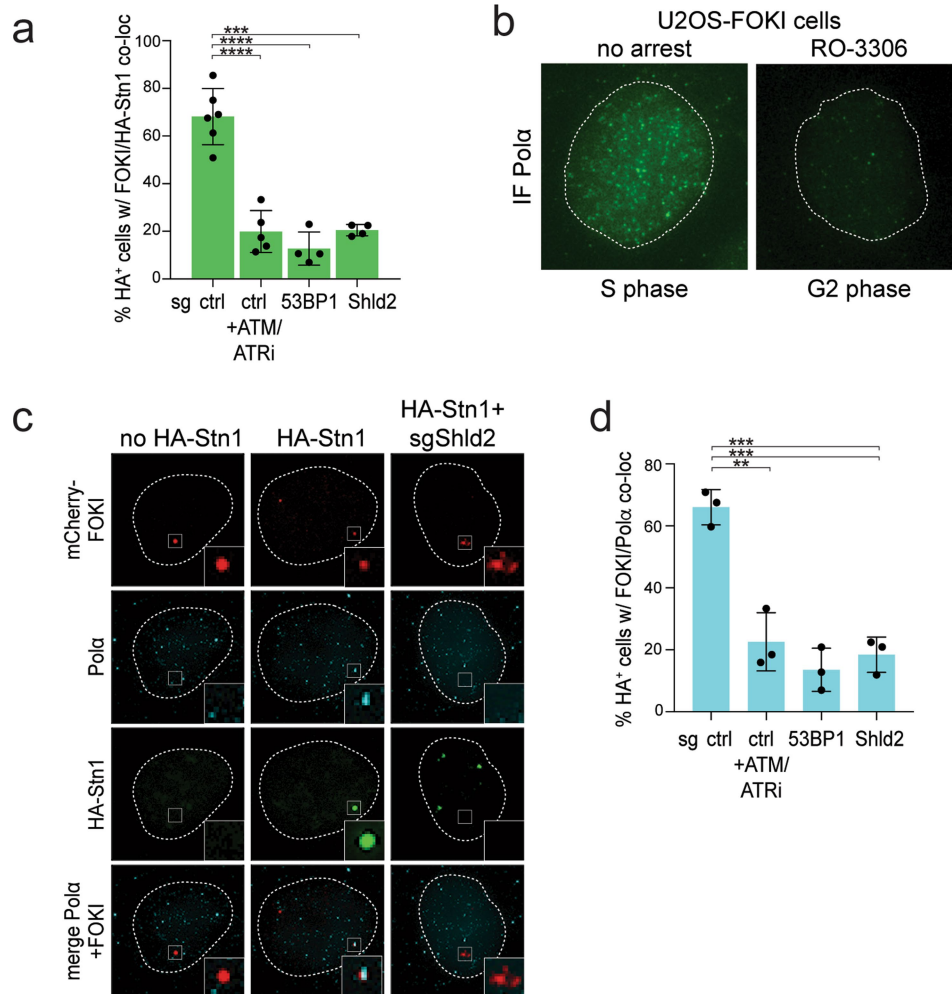 a
% HA⁺ cells w/ FOKI/HA-Stn1 co-loc
100
80
60
40
20
0
***
****
****
sg ctrl ctrl 53BP1 Shld2
+ATM/
ATRi
b
U2OS-FOKI cells
no arrest RO-3306
IF Polα
S phase G2 phase
c
no HA-Stn1 HA-Stn1 HA-Stn1+
sgShld2
mCherry-
FOKI
Polα
HA-Stn1
merge Polα
+FOKI
d
% HA⁺ cells w/ FOKI/Polα co-loc
80
60
40
20
0
***
***
**
sg ctrl ctrl 53BP1 Shld2
+ATM/
ATRi